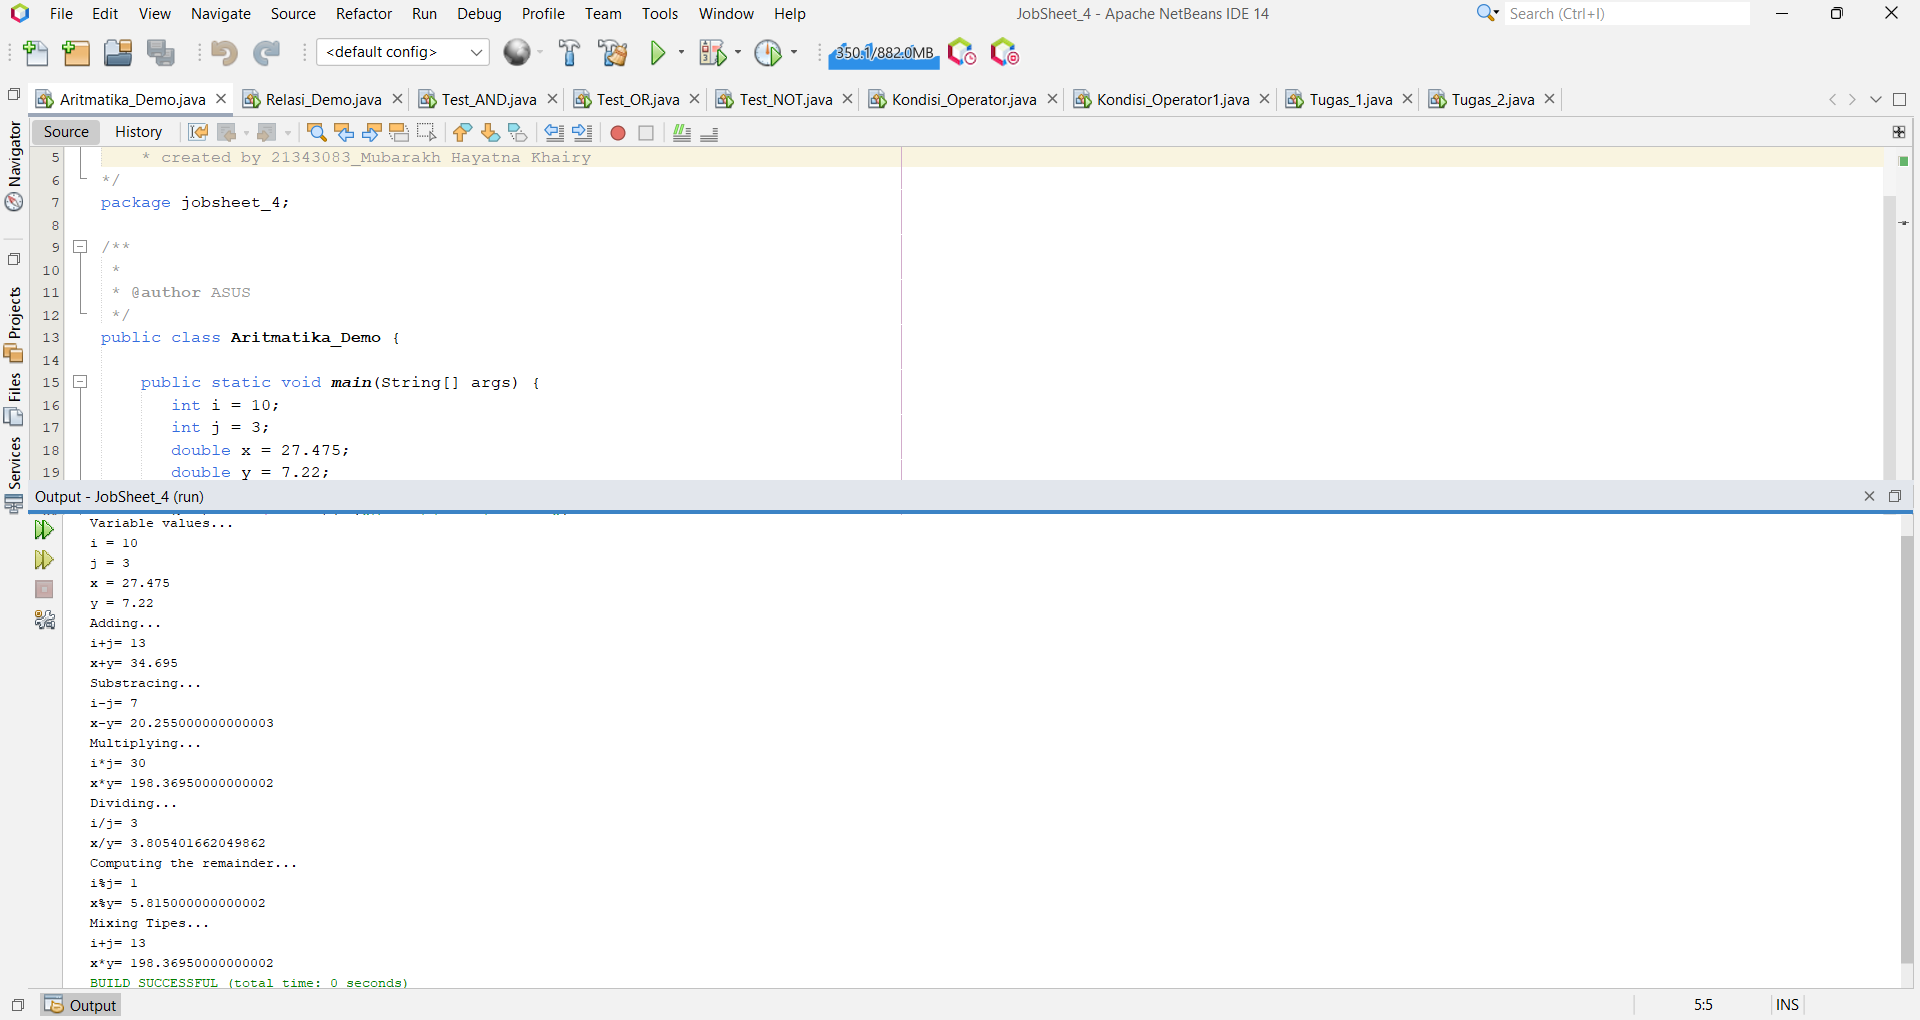 File Edit View Navigate Source Refactor Run Debug Profile Team Tools Window Help JobSheet_4 - Apache NetBeans IDE 14 Search (Ctrl+I)
<default config> 350.1/882.0MB
Aritmatika_Demo.java Relasi_Demo.java Test_AND.java Test_OR.java Test_NOT.java Kondisi_Operator.java Kondisi_Operator1.java Tugas_1.java Tugas_2.java
Source History
Navigator
Projects
Files
Services
5 * created by 21343083_Mubarakh Hayatna Khairy
6 */
7 package jobsheet_4;
8
9 /**
10 *
11 * @author ASUS
12 */
13 public class Aritmatika_Demo {
14
15 public static void main(String[] args) {
16 int i = 10;
17 int j = 3;
18 double x = 27.475;
19 double y = 7.22;
Output - JobSheet_4 (run)
Variable values...
i = 10
j = 3
x = 27.475
y = 7.22
Adding...
i+j= 13
x+y= 34.695
Substracing...
i-j= 7
x-y= 20.255000000000003
Multiplying...
i*j= 30
x*y= 198.36950000000002
Dividing...
i/j= 3
x/y= 3.805401662049862
Computing the remainder...
i%j= 1
x%y= 5.815000000000002
Mixing Tipes...
i+j= 13
x*y= 198.36950000000002
BUILD SUCCESSFUL (total time: 0 seconds)
Output 5:5 INS